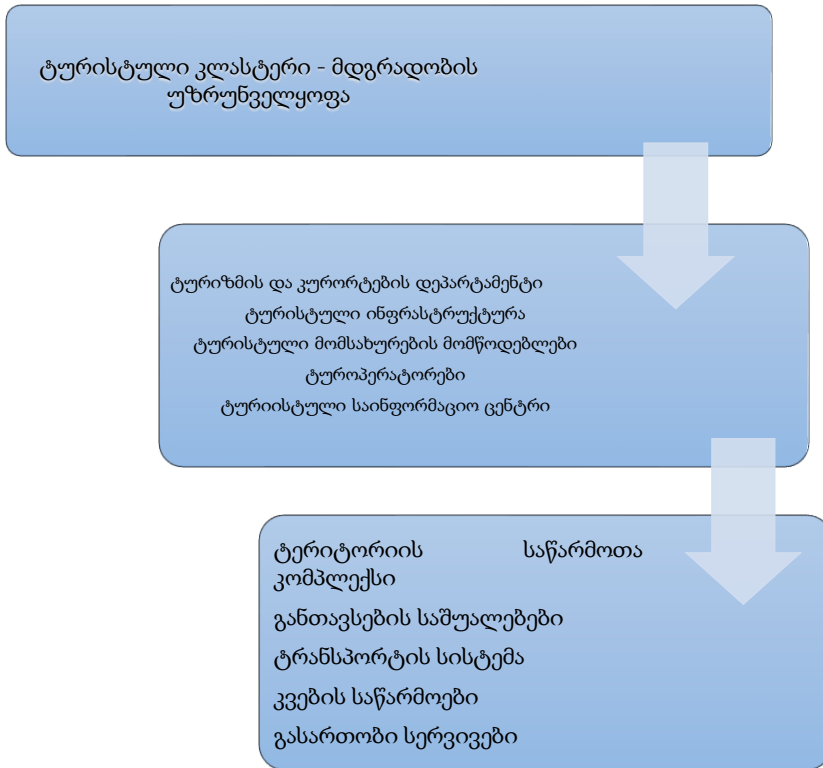 ტურისტული კლასტერი - მდგრადობის
უზრუნველყოფა
ტურიზმის და კურორტების დეპარტამენტი
ტურისტული ინფრასტრუქტურა
ტურისტული მომსახურების მომწოდებლები
ტუროპერატორები
ტურიისტული საინფორმაციო ცენტრი
ტერიტორიის საწარმოთა
კომპლექსი
განთავსების საშუალებები
ტრანსპორტის სისტემა
კვების საწარმოები
გასართობი სერვივები